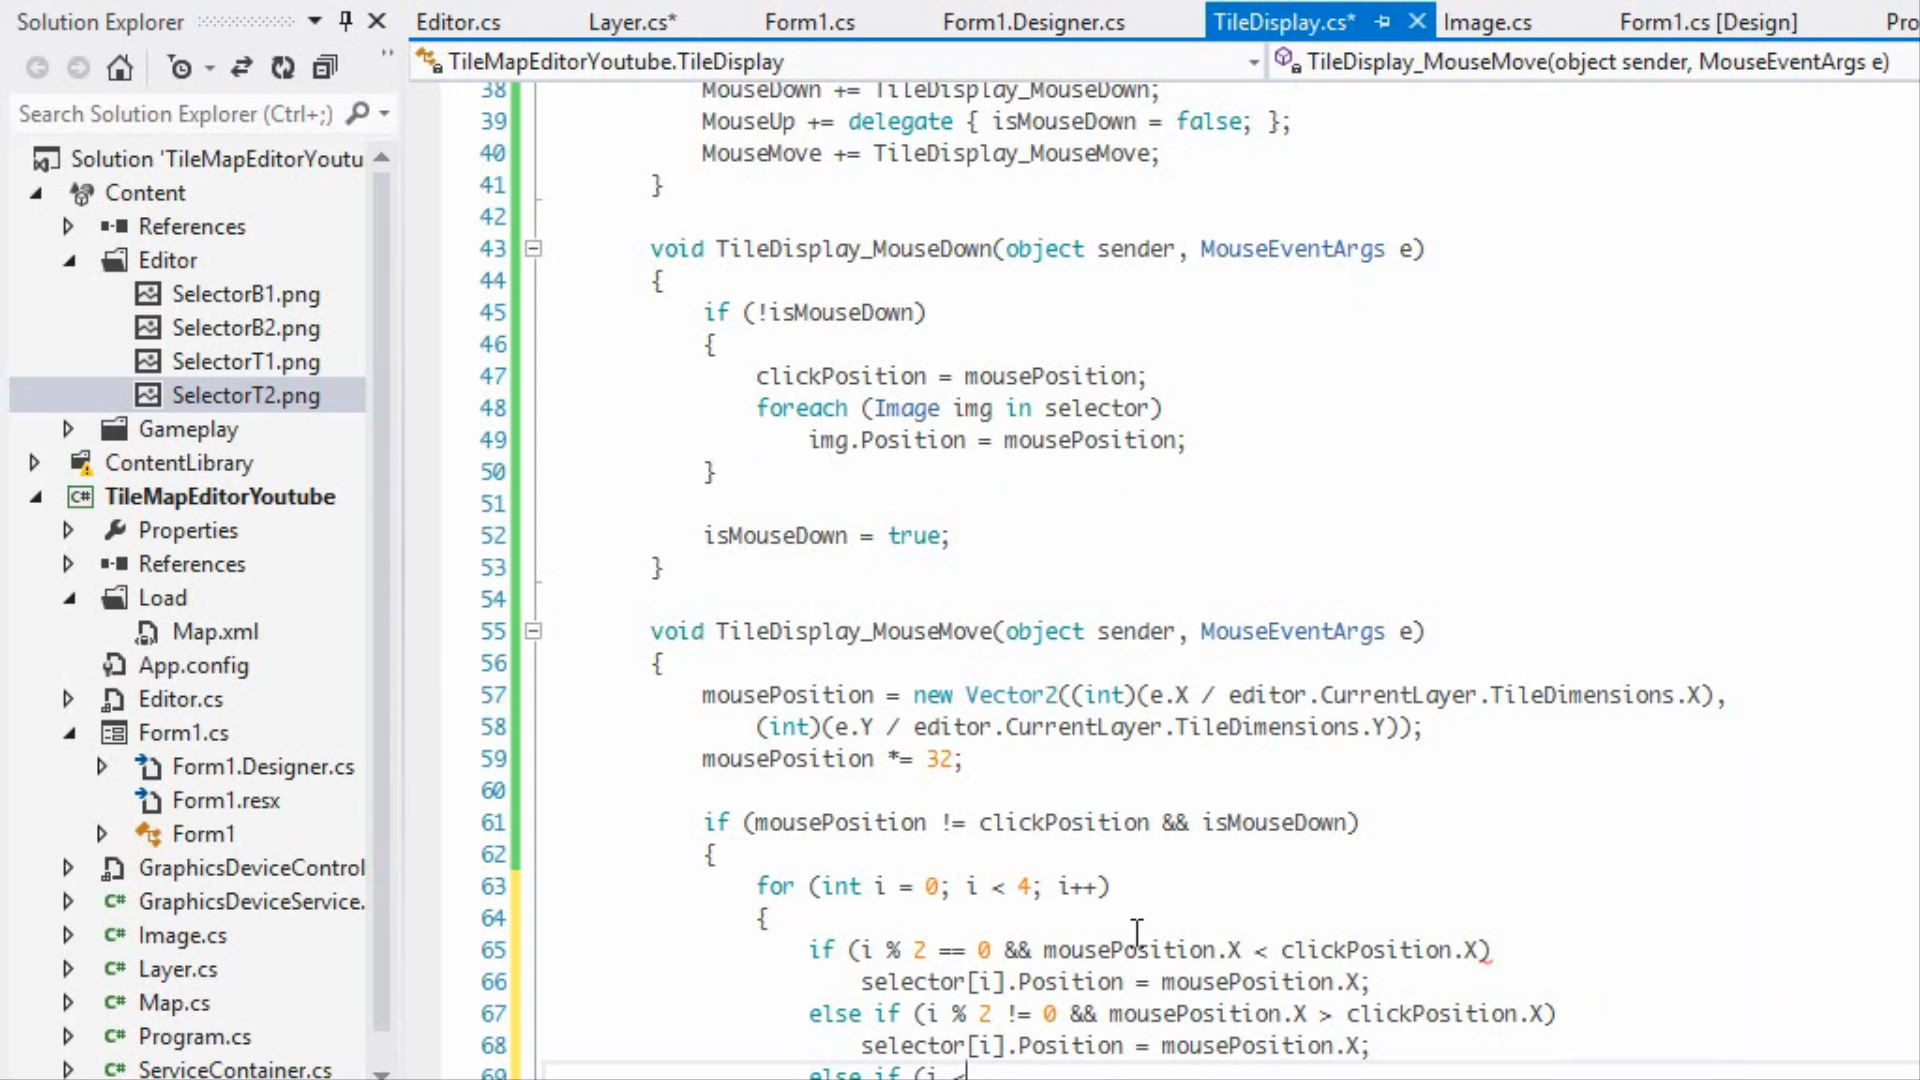 Solution Explorer
Editor.cs
Layer.cs*
Form1.cs
Form1.Designer.cs
TileDisplay.cs*
Image.cs
Form1.cs [Design]
Pro
TileMapEditorYoutube.TileDisplay
TileDisplay_MouseMove(object sender, MouseEventArgs e)
Search Solution Explorer (Ctrl+;)
Solution 'TileMapEditorYoutu
Content
References
Editor
SelectorB1.png
SelectorB2.png
SelectorT1.png
SelectorT2.png
Gameplay
ContentLibrary
TileMapEditorYoutube
Properties
References
Load
Map.xml
App.config
Editor.cs
Form1.cs
Form1.Designer.cs
Form1.resx
Form1
GraphicsDeviceControl
GraphicsDeviceService.
Image.cs
Layer.cs
Map.cs
Program.cs
ServiceContainer.cs
38 MouseDown += TileDisplay_MouseDown;
39 MouseUp += delegate { isMouseDown = false; };
40 MouseMove += TileDisplay_MouseMove;
41 }
42
43 void TileDisplay_MouseDown(object sender, MouseEventArgs e)
44 {
45 if (!isMouseDown)
46 {
47 clickPosition = mousePosition;
48 foreach (Image img in selector)
49 img.Position = mousePosition;
50 }
51
52 isMouseDown = true;
53 }
54
55 void TileDisplay_MouseMove(object sender, MouseEventArgs e)
56 {
57 mousePosition = new Vector2((int)(e.X / editor.CurrentLayer.TileDimensions.X),
58 (int)(e.Y / editor.CurrentLayer.TileDimensions.Y));
59 mousePosition *= 32;
60
61 if (mousePosition != clickPosition && isMouseDown)
62 {
63 for (int i = 0; i < 4; i++)
64 {
65 if (i % 2 == 0 && mousePosition.X < clickPosition.X)
66 selector[i].Position = mousePosition.X;
67 else if (i % 2 != 0 && mousePosition.X > clickPosition.X)
68 selector[i].Position = mousePosition.X;
69 else if (i <